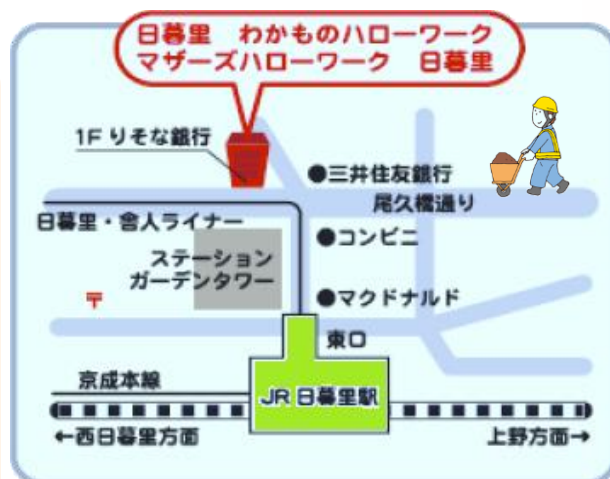 日暮里 わかものハローワーク
マザーズハローワーク 日暮里
1F りそな銀行
●三井住友銀行
尾久橋通り
日暮里・舎人ライナー
●コンビニ
ステーション
ガーデンタワー
〒
●マクドナルド
東口
京成本線
JR 日暮里駅
←西日暮里方面
上野方面→